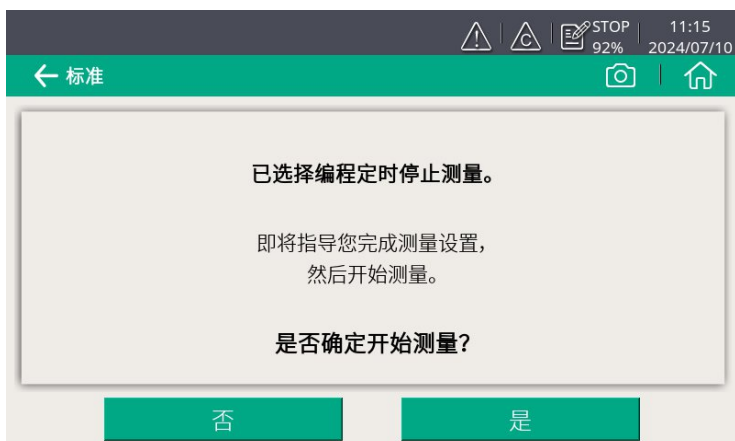 STOP 11:15
92% 2024/07/10
标准
已选择编程定时停止测量。
即将指导您完成测量设置，
然后开始测量。
是否确定开始测量？
否 是